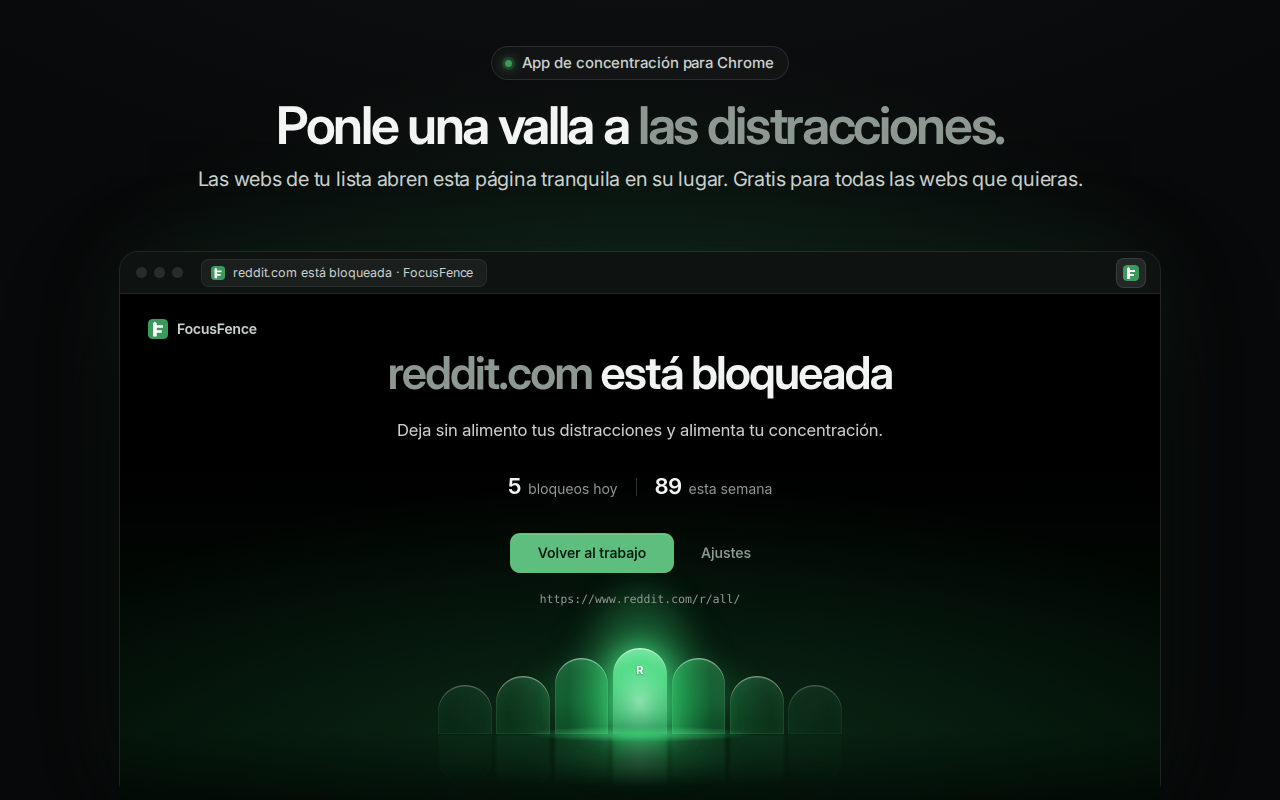 App de concentración para Chrome
Ponle una valla a las distracciones.
Las webs de tu lista abren esta página tranquila en su lugar. Gratis para todas las webs que quieras.
reddit.com está bloqueada · FocusFence
FocusFence
reddit.com está bloqueada
Deja sin alimento tus distracciones y alimenta tu concentración.
5 bloqueos hoy 89 esta semana
Volver al trabajo Ajustes
https://www.reddit.com/r/all/
R